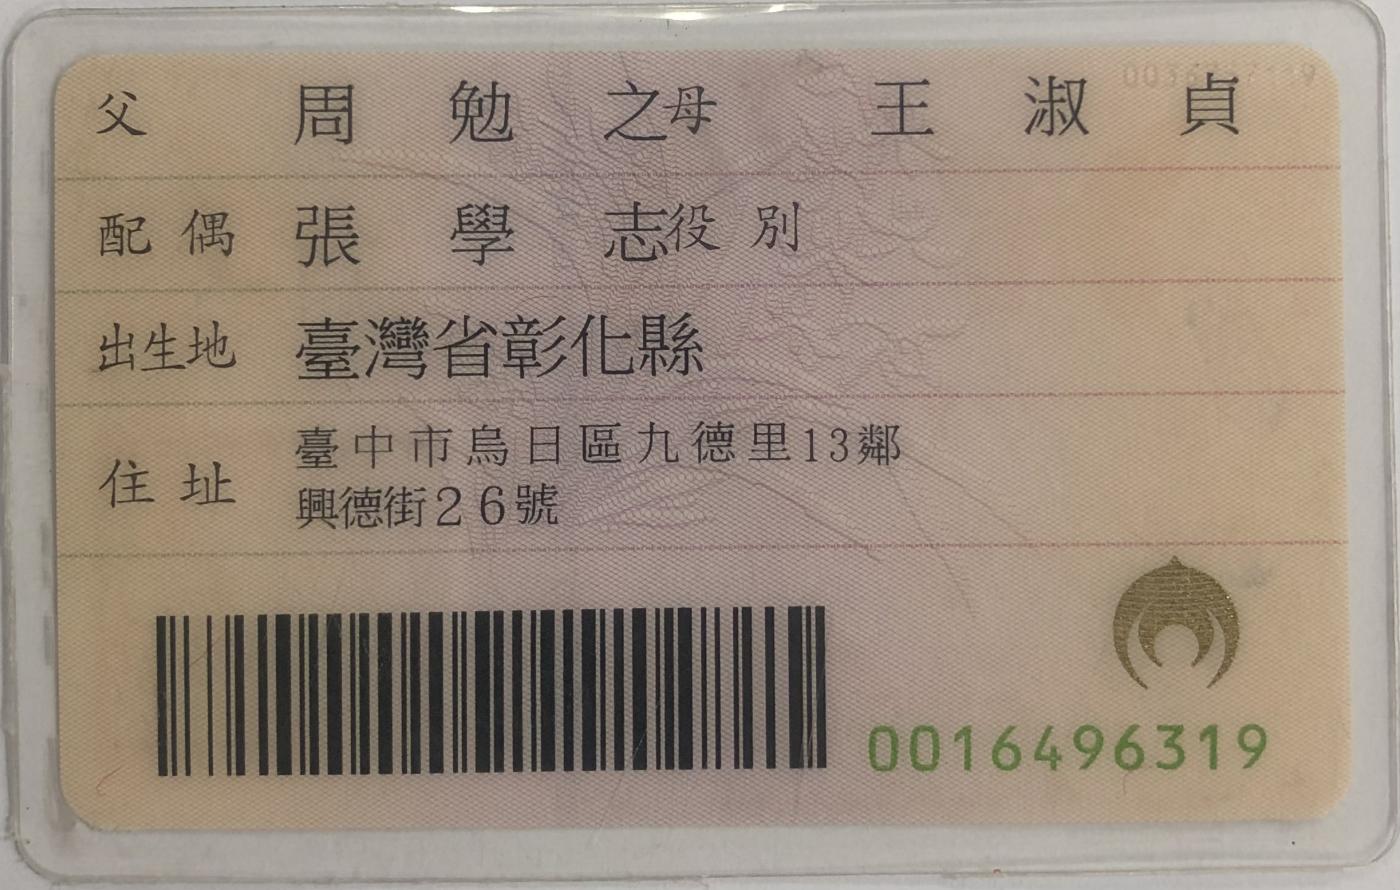 父 周勉之 母 王淑貞
配偶 張學志 役別
出生地 臺灣省彰化縣
住址 臺中市烏日區九德里13鄰
興德街26號
0016496319